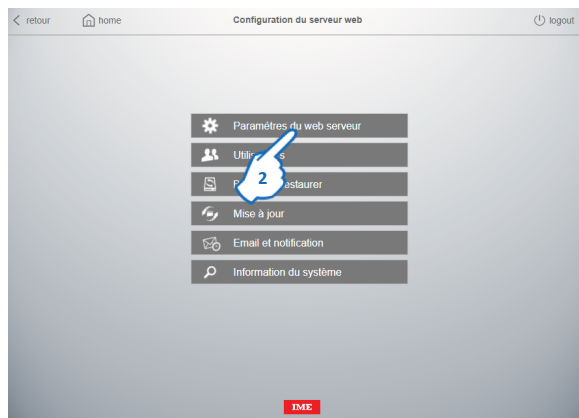 retour
home
Configuration du serveur web
logout
Paramétres du web serveur
2
Mise à jour
Email et notification
Information du système
IME